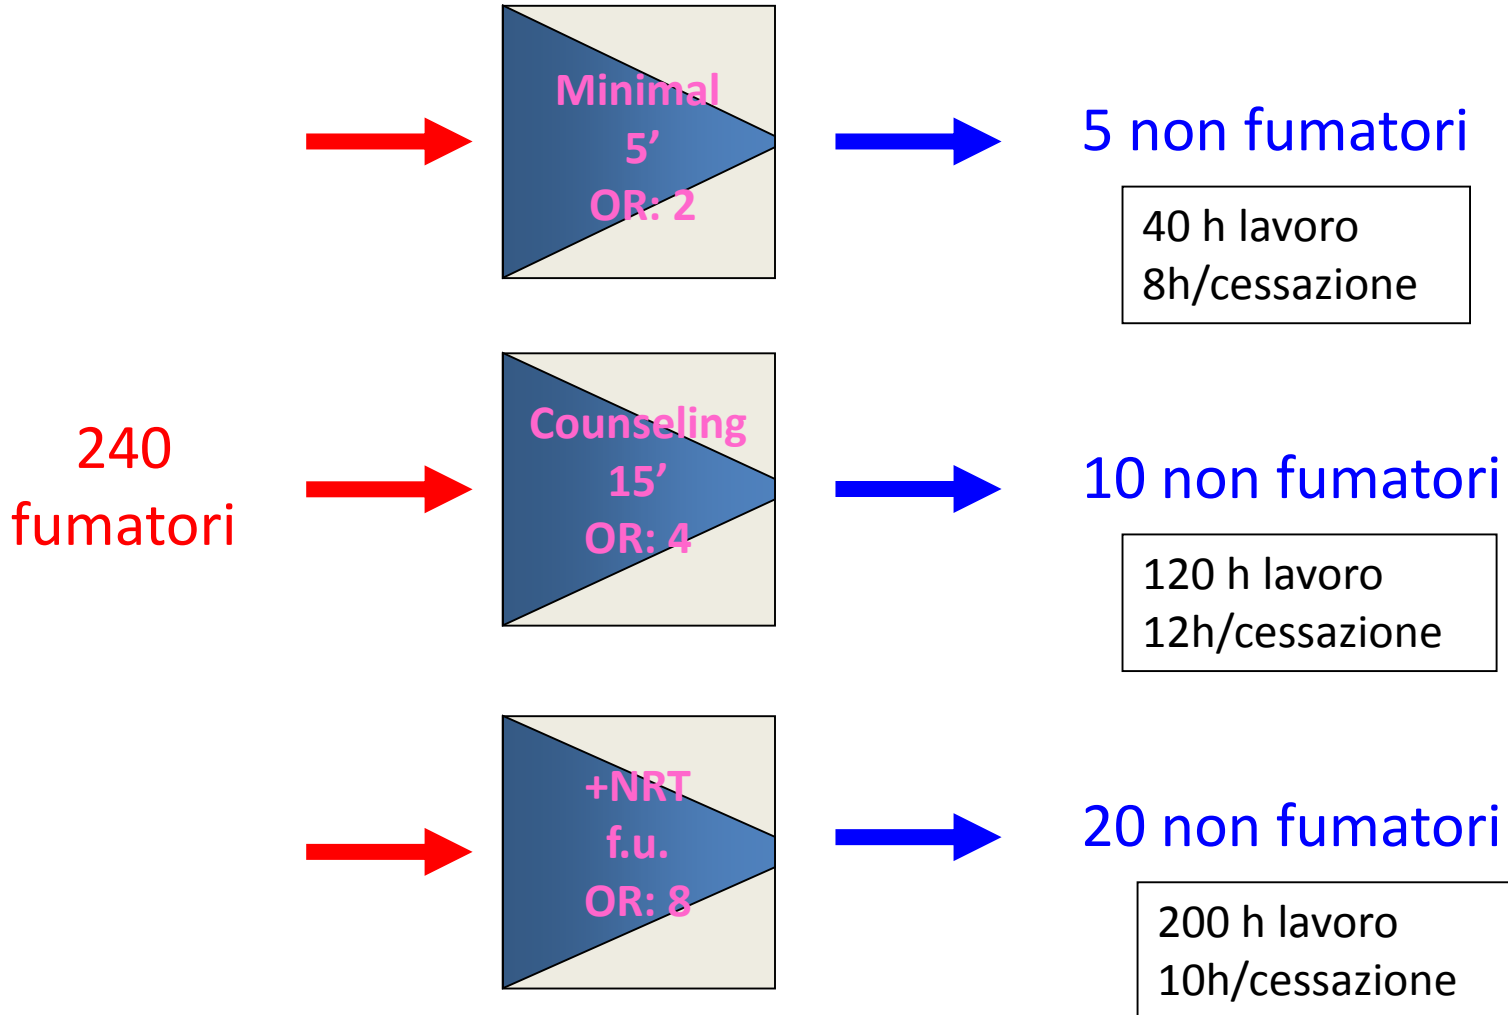 Minimal
5’
OR: 2
5 non fumatori
40 h lavoro
8h/cessazione
240
fumatori
Counseling
15’
OR: 4
10 non fumatori
120 h lavoro
12h/cessazione
+NRT
f.u.
OR: 8
20 non fumatori
200 h lavoro
10h/cessazione